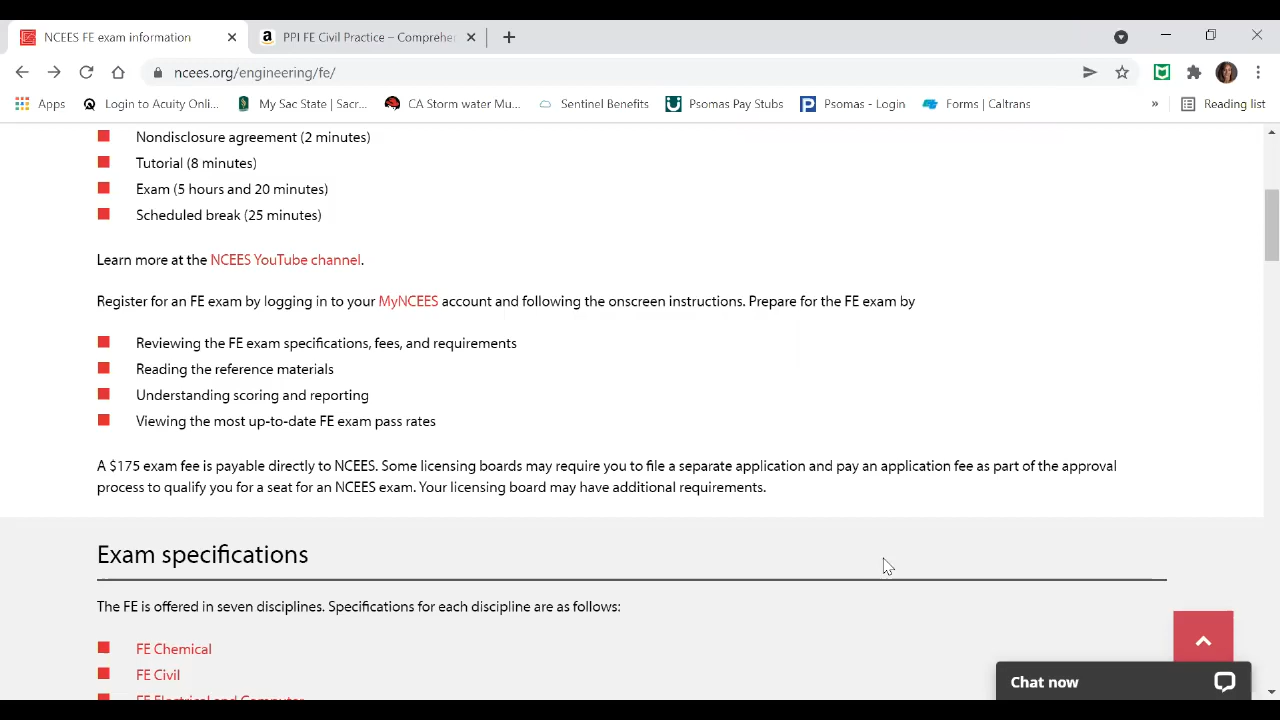 NCEES FE exam information
PPI FE Civil Practice – Comprehe
ncees.org/engineering/fe/
Apps
Login to Acuity Onli...
My Sac State | Sacr...
CA Storm water Mu...
Sentinel Benefits
Psomas Pay Stubs
Psomas - Login
Forms | Caltrans
»
Reading list
Nondisclosure agreement (2 minutes)
Tutorial (8 minutes)
Exam (5 hours and 20 minutes)
Scheduled break (25 minutes)
Learn more at the NCEES YouTube channel.
Register for an FE exam by logging in to your MyNCEES account and following the onscreen instructions. Prepare for the FE exam by
Reviewing the FE exam specifications, fees, and requirements
Reading the reference materials
Understanding scoring and reporting
Viewing the most up-to-date FE exam pass rates
A $175 exam fee is payable directly to NCEES. Some licensing boards may require you to file a separate application and pay an application fee as part of the approval
process to qualify you for a seat for an NCEES exam. Your licensing board may have additional requirements.
Exam specifications
The FE is offered in seven disciplines. Specifications for each discipline are as follows:
FE Chemical
FE Civil
FE Electrical and Computer
Chat now